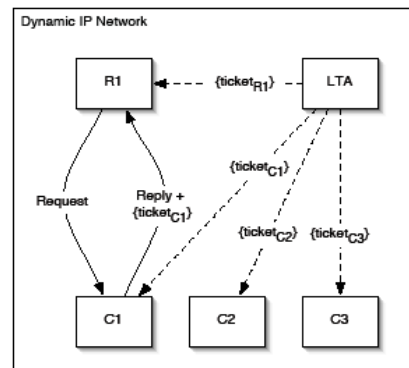 Dynamic IP Network
R1
{ticketR1}
LTA
{ticketC1}
Request
Reply +
{ticketC1}
{ticketC2}
{ticketC3}
C1
C2
C3